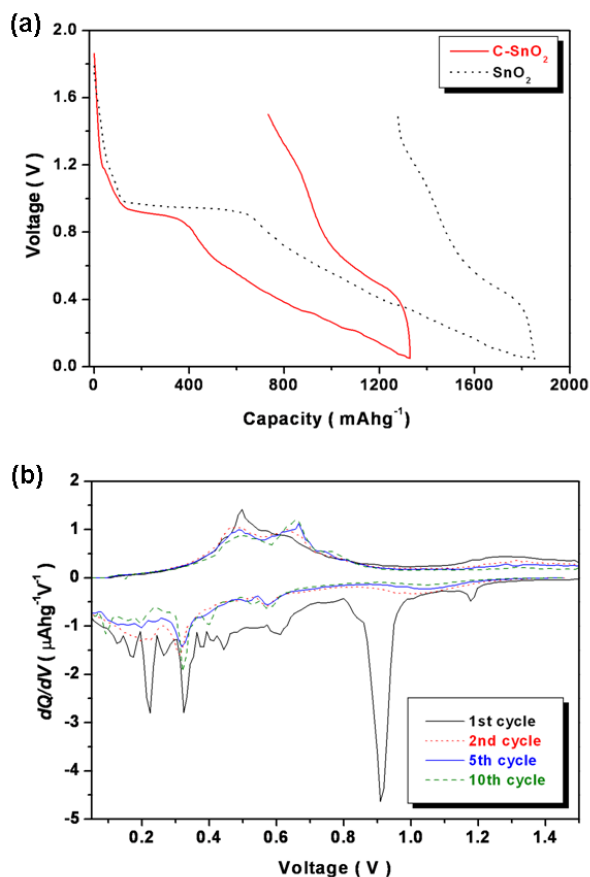 (a)
2.0
1.6
1.2
0.8
0.4
0.0
Voltage ( V )
C-SnO₂
SnO₂
0 400 800 1200 1600 2000
Capacity ( mAhg⁻¹)
(b)
2
1
0
-1
-2
-3
-4
-5
dQ/dV ( μAhg⁻¹V⁻¹)
1st cycle
2nd cycle
5th cycle
10th cycle
0.2 0.4 0.6 0.8 1.0 1.2 1.4
Voltage ( V )